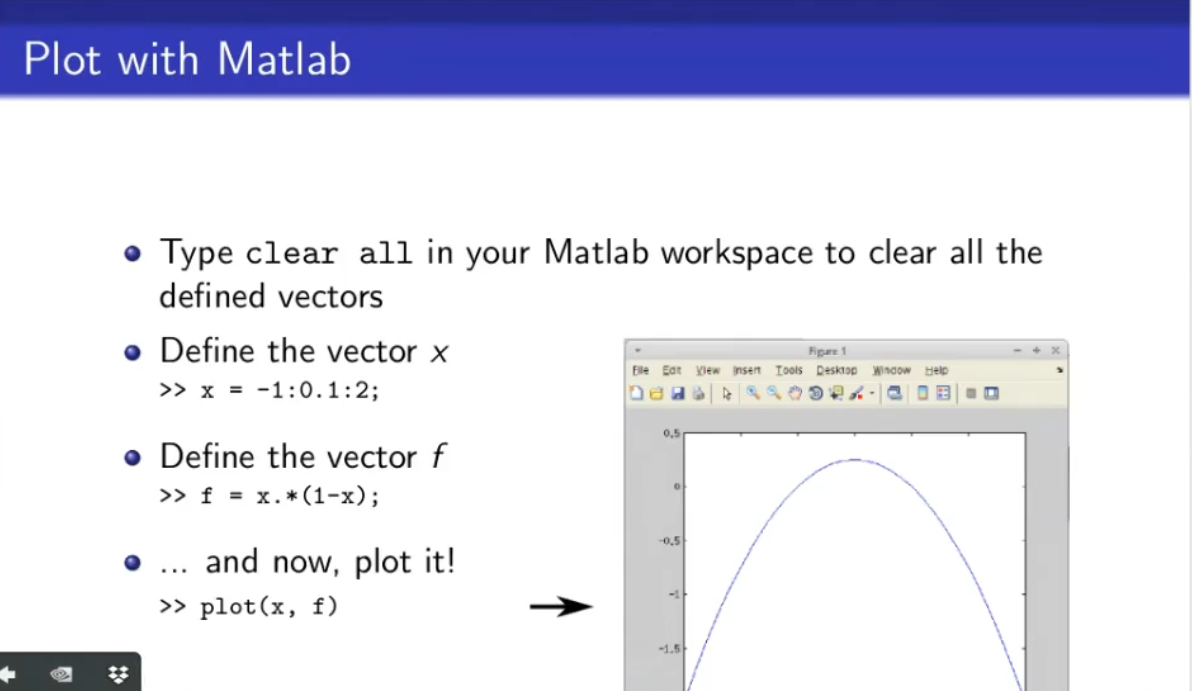 Plot with Matlab
Type clear all in your Matlab workspace to clear all the
defined vectors
Define the vector x
>> x = -1:0.1:2;
Define the vector f
>> f = x.*(1-x);
... and now, plot it!
>> plot(x, f)
Figure 1
File Edit View Insert Tools Desktop Window Help
0.5
0
-0.5
-1
-1.5